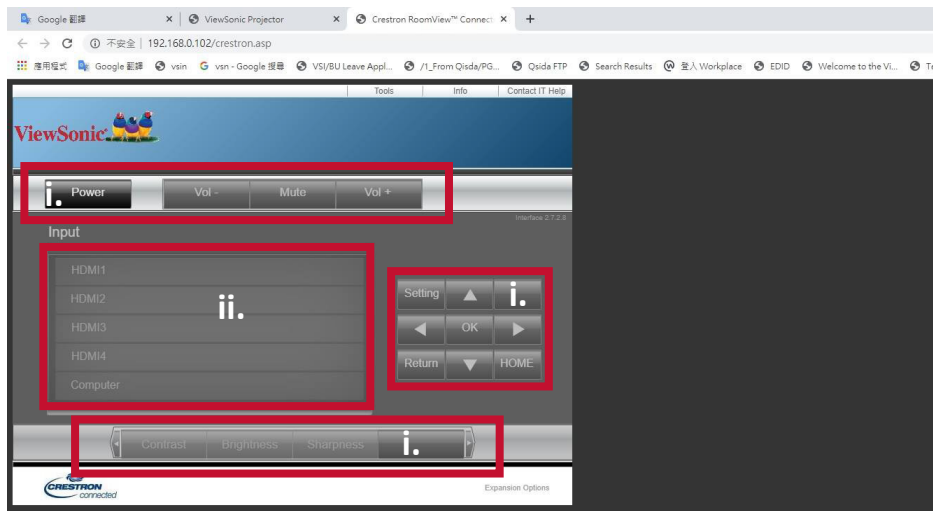 Google 翻譯 ViewSonic Projector Crestron RoomView™ Connect
不安全 192.168.0.102/crestron.asp
應用程式 Google 翻譯 vsin vsn - Google 搜尋 VSI/BU Leave Appl... /1_From Qisda/PG... Qsida FTP Search Results 登入 Workplace EDID Welcome to the Vi...
Tools Info Contact IT Help
ViewSonic
i. Power Vol - Mute Vol +
Interface 2.7.2.9
Input
HDMI1
HDMI2
HDMI3
HDMI4
Computer
ii.
Setting i.
OK
Return HOME
Contrast Brightness Sharpness i.
CRESTRON
connected
Expansion Options